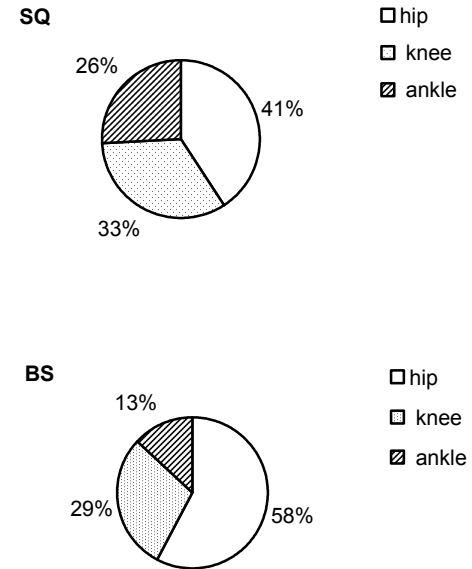 SQ
hip
knee
ankle
26%
41%
33%
BS
hip
knee
ankle
13%
29%
58%